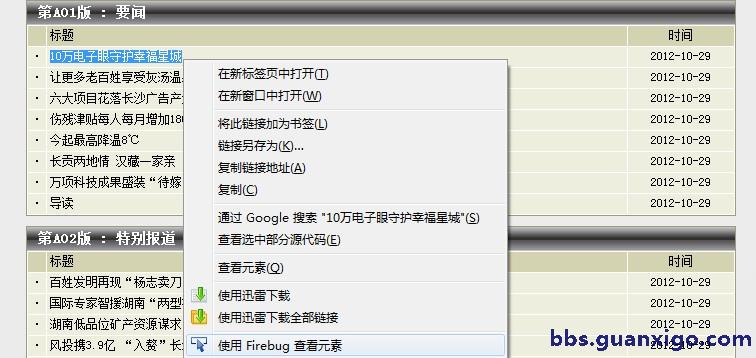 第A01版 : 要闻
标题 时间
· 10万电子眼守护幸福星城 2012-10-29
· 让更多老百姓享受灰汤温 2012-10-29
· 六大项目花落长沙广告产 2012-10-29
· 伤残津贴每人每月增加180 2012-10-29
· 今起最高降温8℃ 2012-10-29
· 长贡两地情 汉藏一家亲 2012-10-29
· 万项科技成果盛装“待嫁 2012-10-29
· 导读 2012-10-29
在新标签页中打开(T)
在新窗口中打开(W)
将此链接加为书签(L)
链接另存为(K)...
复制链接地址(A)
复制(C)
通过 Google 搜索 "10万电子眼守护幸福星城"(S)
查看选中部分源代码(E)
查看元素(Q)
使用迅雷下载
使用迅雷下载全部链接
使用 Firebug 查看元素
第A02版 : 特别报道
标题 时间
· 百姓发明再现“杨志卖刀 2012-10-29
· 国际专家智援湖南“两型 2012-10-29
· 湖南低品位矿产资源谋求 2012-10-29
· 风投携3.9亿 “入赘”长
bbs.guanxigo.com